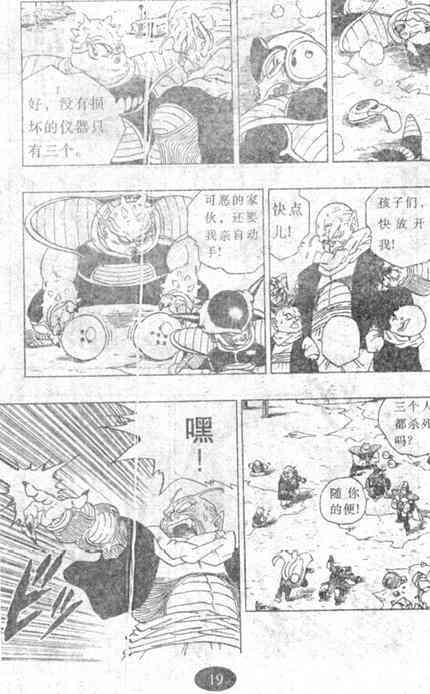 好，没有损
坏的仪器只
有三个。
可恶的家
伙，还要
我亲自动
手！
快点
儿！
孩子们，
快放开
我！
嘿！
三个人
都杀死
吗？
随你
的便！
19